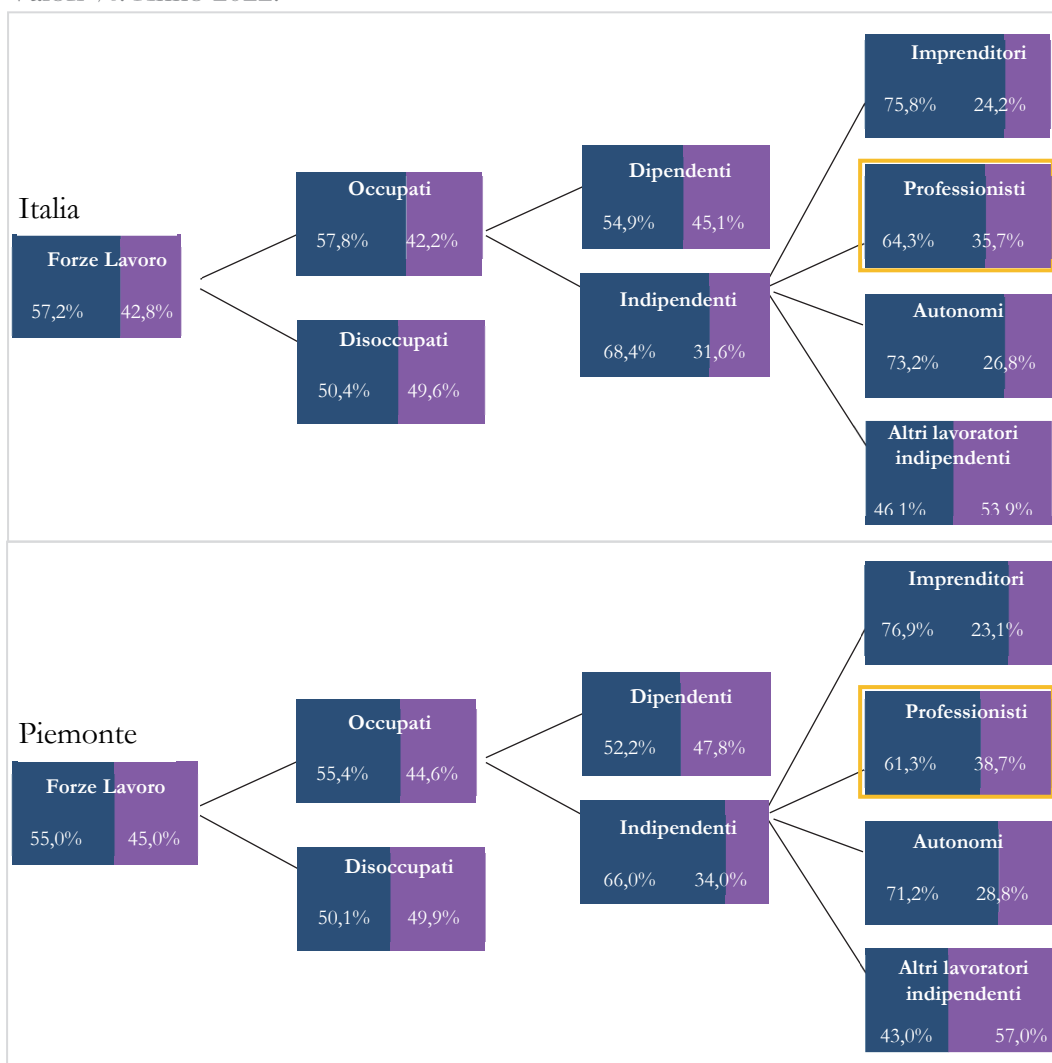 Imprenditori
75,8% 24,2%
Professionisti
64,3% 35,7%
Autonomi
73,2% 26,8%
Altri lavoratori
indipendenti
46,1% 53,9%
Dipendenti
54,9% 45,1%
Indipendenti
68,4% 31,6%
Occupati
57,8% 42,2%
Disoccupati
50,4% 49,6%
Italia
Forze Lavoro
57,2% 42,8%
Imprenditori
76,9% 23,1%
Professionisti
61,3% 38,7%
Autonomi
71,2% 28,8%
Altri lavoratori
indipendenti
43,0% 57,0%
Dipendenti
52,2% 47,8%
Indipendenti
66,0% 34,0%
Occupati
55,4% 44,6%
Disoccupati
50,1% 49,9%
Piemonte
Forze Lavoro
55,0% 45,0%